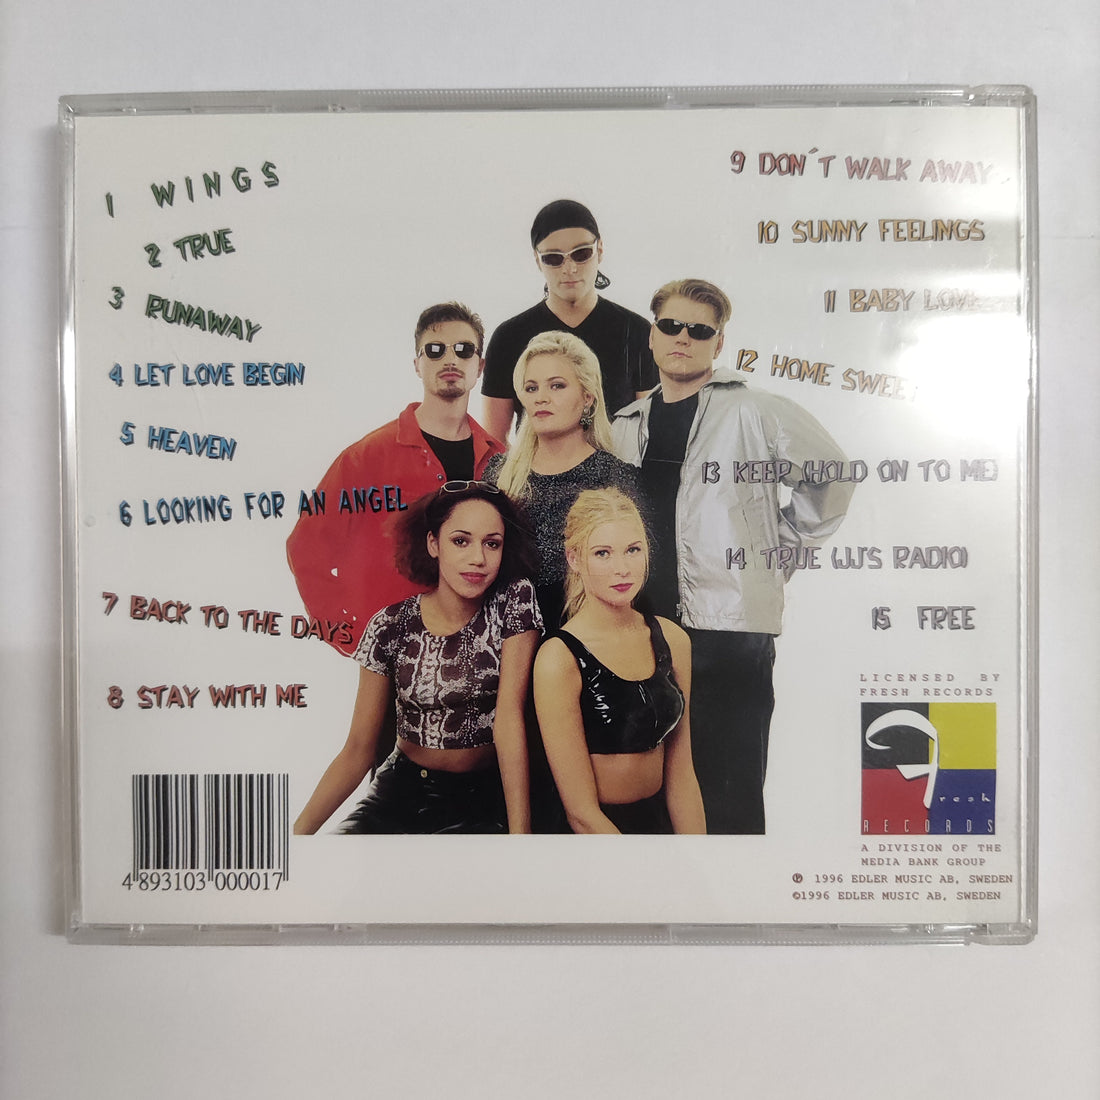 1 WINGS
2 TRUE
3 RUNAWAY
4 LET LOVE BEGIN
5 HEAVEN
6 LOOKING FOR AN ANGEL
7 BACK TO THE DAYS
8 STAY WITH ME
9 DON´T WALK AWAY
10 SUNNY FEELINGS
11 BABY LOVE
12 HOME SWEET
13 KEEP (HOLD ON TO ME)
14 TRUE (JJ'S RADIO)
15 FREE
LICENSED BY
FRESH RECORDS
Fresh
RECORDS
A DIVISION OF THE
MEDIA BANK GROUP
℗ 1996 EDLER MUSIC AB, SWEDEN
©1996 EDLER MUSIC AB, SWEDEN
4 893103 000017